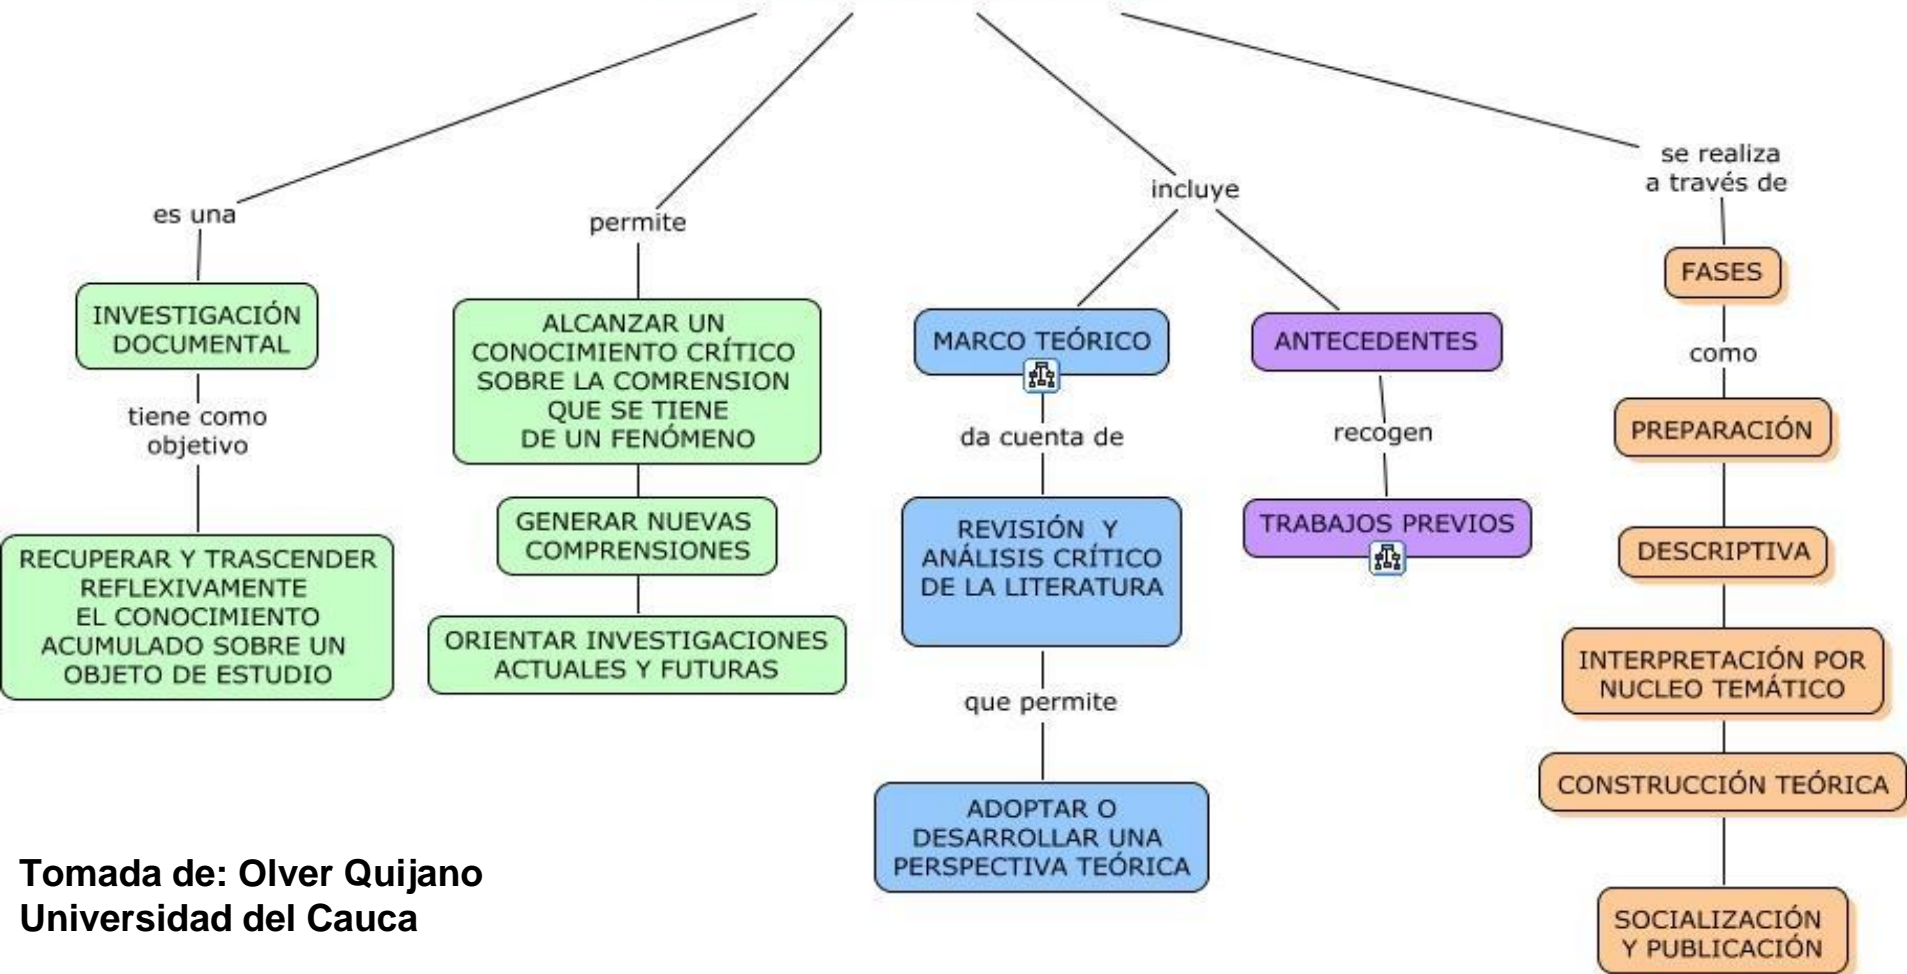 es una
INVESTIGACIÓN
DOCUMENTAL
tiene como
objetivo
RECUPERAR Y TRASCENDER
REFLEXIVAMENTE
EL CONOCIMIENTO
ACUMULADO SOBRE UN
OBJETO DE ESTUDIO
permite
ALCANZAR UN
CONOCIMIENTO CRÍTICO
SOBRE LA COMRENSION
QUE SE TIENE
DE UN FENÓMENO
GENERAR NUEVAS
COMPRENSIONES
ORIENTAR INVESTIGACIONES
ACTUALES Y FUTURAS
incluye
MARCO TEÓRICO
da cuenta de
REVISIÓN Y
ANÁLISIS CRÍTICO
DE LA LITERATURA
que permite
ADOPTAR O
DESARROLLAR UNA
PERSPECTIVA TEÓRICA
ANTECEDENTES
recogen
TRABAJOS PREVIOS
se realiza
a través de
FASES
como
PREPARACIÓN
DESCRIPTIVA
INTERPRETACIÓN POR
NUCLEO TEMÁTICO
CONSTRUCCIÓN TEÓRICA
SOCIALIZACIÓN
Y PUBLICACIÓN
Tomada de: Olver Quijano
Universidad del Cauca